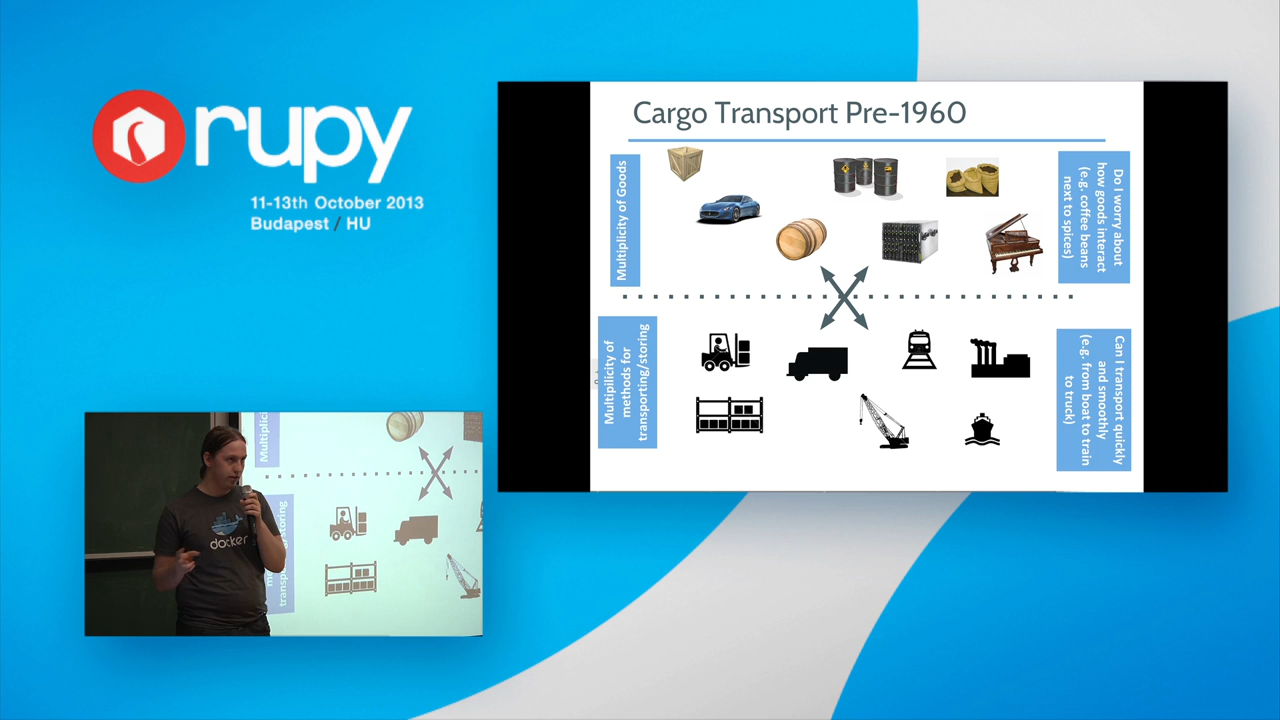 rupy
11-13th October 2013
Budapest / HU
Cargo Transport Pre-1960
Multiplicity of Goods
Do I worry about
how goods interact
(e.g. coffee beans
next to spices)
Multipilicity of
methods for
transporting/storing
Can I transport quickly
and smoothly
(e.g. from boat to train
to truck)
docker